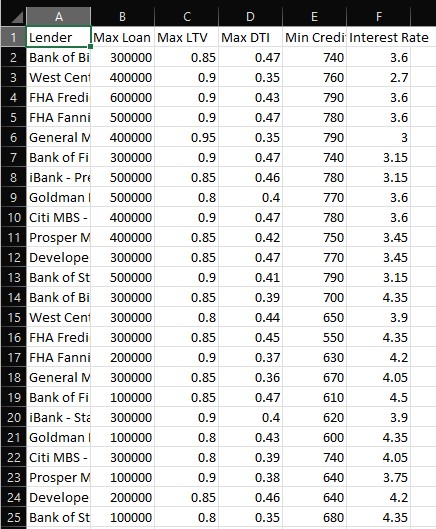 A B C D E F
1 Lender Max Loan Max LTV Max DTI Min Credi Interest Rate
2 Bank of Bi 300000 0.85 0.47 740 3.6
3 West Cent 400000 0.9 0.35 760 2.7
4 FHA Fredi 600000 0.9 0.43 790 3.6
5 FHA Fanni 500000 0.9 0.47 780 3.6
6 General M 400000 0.95 0.35 790 3
7 Bank of Fi 300000 0.9 0.47 740 3.15
8 iBank - Pre 500000 0.85 0.46 780 3.15
9 Goldman 500000 0.8 0.4 770 3.6
10 Citi MBS - 400000 0.9 0.47 780 3.6
11 Prosper M 400000 0.85 0.42 750 3.45
12 Develope 300000 0.85 0.47 770 3.45
13 Bank of St 500000 0.9 0.41 790 3.15
14 Bank of Bi 300000 0.85 0.39 700 4.35
15 West Cent 300000 0.8 0.44 650 3.9
16 FHA Fredi 300000 0.85 0.45 550 4.35
17 FHA Fanni 200000 0.9 0.37 630 4.2
18 General M 300000 0.85 0.36 670 4.05
19 Bank of Fi 100000 0.85 0.47 610 4.5
20 iBank - Sta 300000 0.9 0.4 620 3.9
21 Goldman 100000 0.8 0.43 600 4.35
22 Citi MBS - 300000 0.8 0.39 740 4.05
23 Prosper M 100000 0.9 0.38 640 3.75
24 Develope 200000 0.85 0.46 640 4.2
25 Bank of St 100000 0.8 0.35 680 4.35